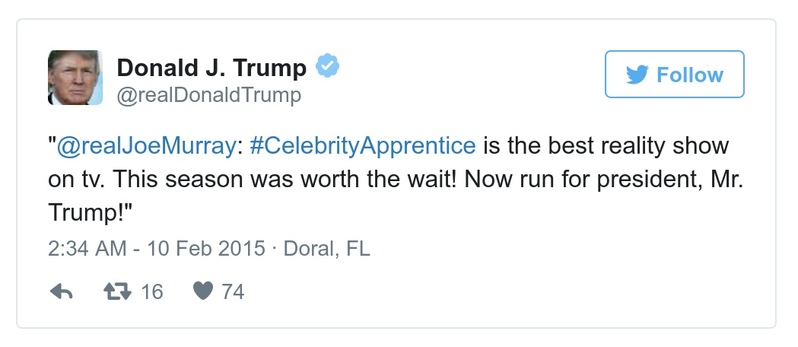 Donald J. Trump
@realDonaldTrump
Follow
"@realJoeMurray: #CelebrityApprentice is the best reality show
on tv. This season was worth the wait! Now run for president, Mr.
Trump!"
2:34 AM - 10 Feb 2015 · Doral, FL
16 74